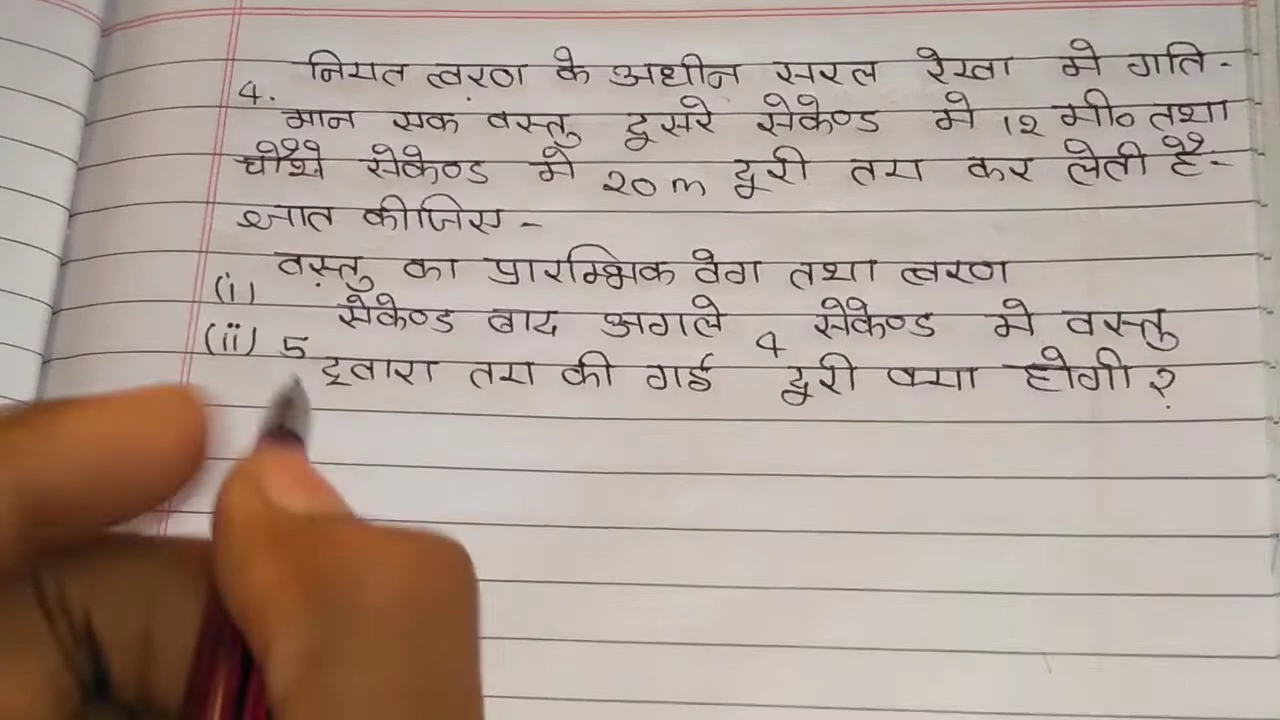 4. नियत त्वरण के अधीन सरल रेखा मे गति-
मान एक वस्तु दूसरे सेकेण्ड मे 12 मी० तथा
चौथे सेकेण्ड मे 20 m दूरी तय कर लेती है-
ज्ञात कीजिए -
(i) वस्तु का प्रारम्भिक वेग तथा त्वरण
(ii) 5 सेकेण्ड बाद अगले 4 सेकेण्ड मे वस्तु
द्वारा तय की गई दूरी क्या होगी ?